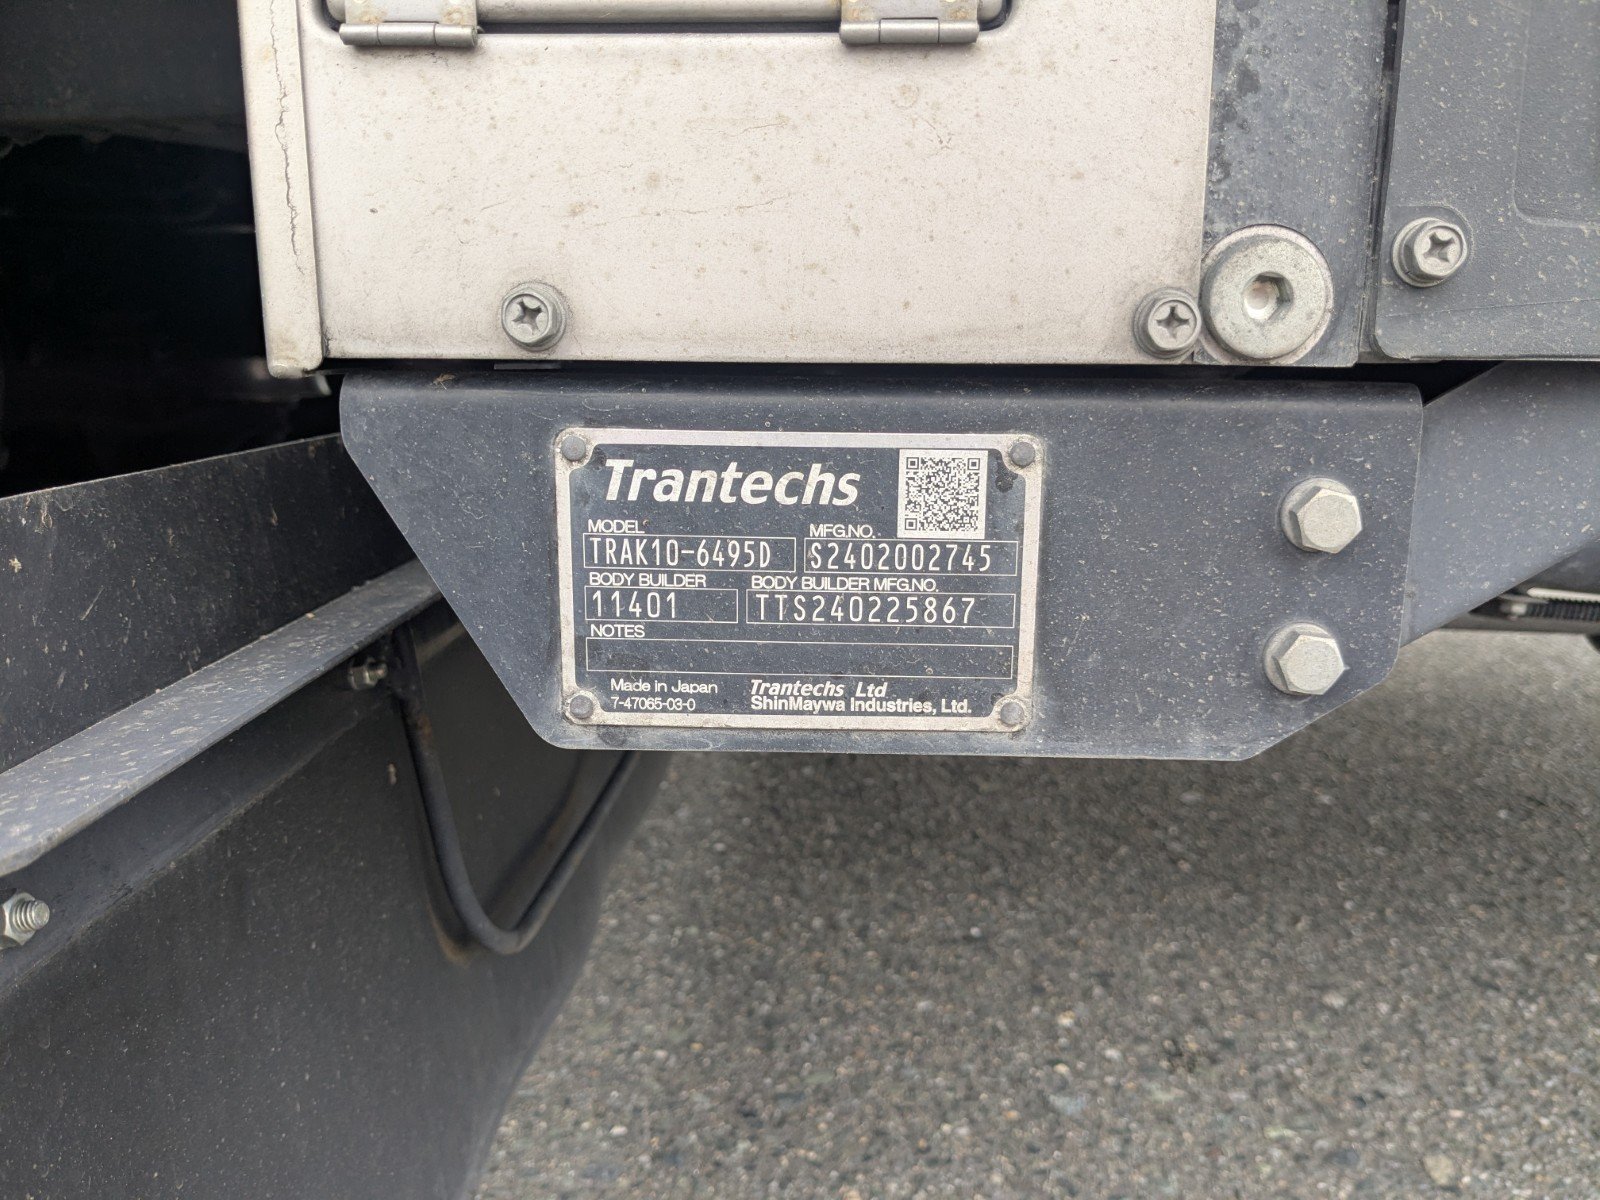 Trantechs
MODEL MFG.NO.
TRAK10-6495D S2402002745
BODY BUILDER BODY BUILDER MFG.NO.
11401 TTS240225867
NOTES
Made in Japan Trantechs Ltd
7-47065-03-0 ShinMaywa Industries, Ltd.